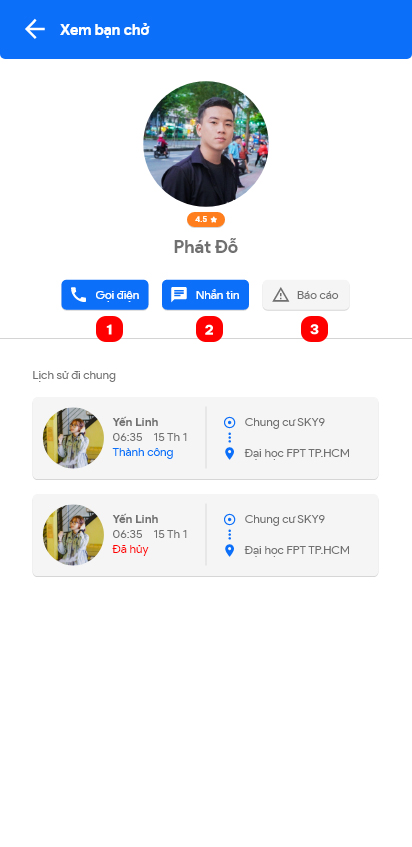 Xem bạn chở
4.5
Phát Đỗ
Gọi điện
Nhắn tin
Báo cáo
1
2
3
Lịch sử đi chung
Yến Linh
06:35 15 Th 1
Thành công
Chung cư SKY9
Đại học FPT TP.HCM
Yến Linh
06:35 15 Th 1
Đã hủy
Chung cư SKY9
Đại học FPT TP.HCM